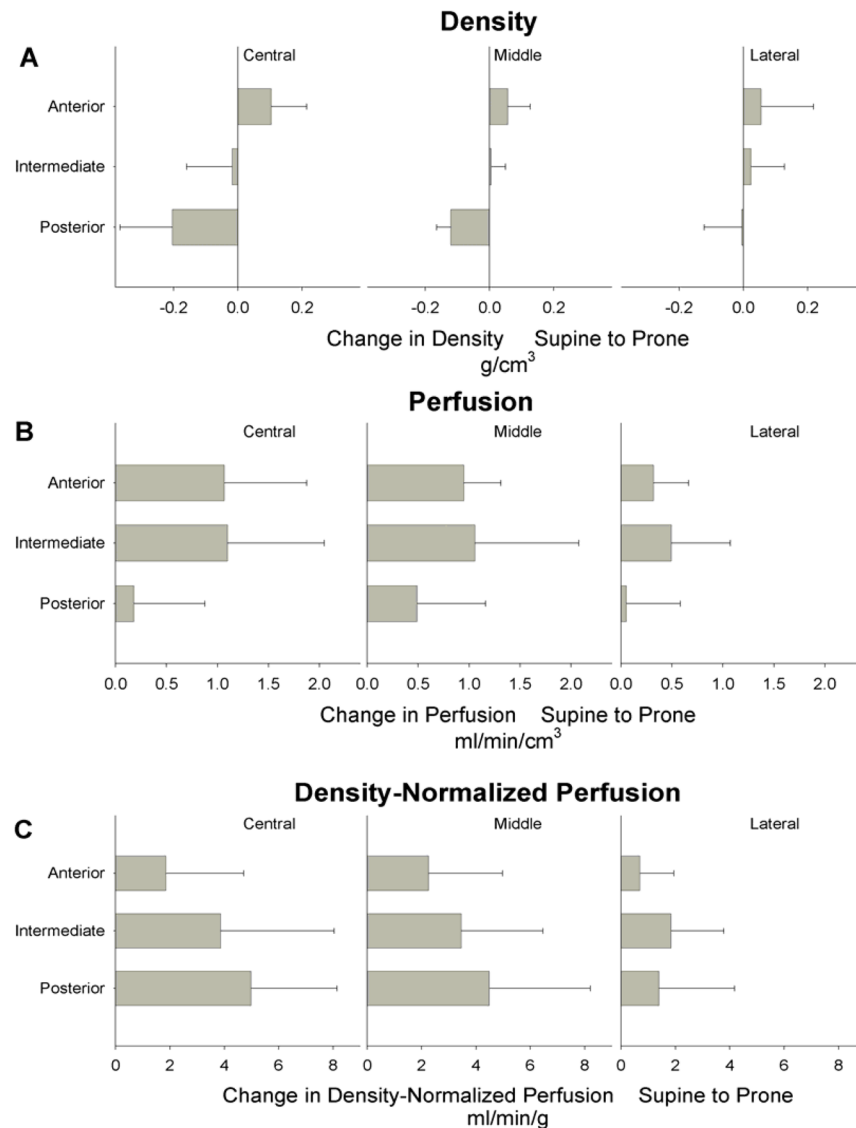 Density
A
Central
Middle
Lateral
Anterior
Intermediate
Posterior
-0.2 0.0 0.2
-0.2 0.0 0.2
-0.2 0.0 0.2
Change in Density Supine to Prone
g/cm³
Perfusion
B
Central
Middle
Lateral
Anterior
Intermediate
Posterior
0.0 0.5 1.0 1.5 2.0
0.0 0.5 1.0 1.5 2.0
0.0 0.5 1.0 1.5 2.0
Change in Perfusion Supine to Prone
ml/min/cm³
Density-Normalized Perfusion
C
Central
Middle
Lateral
Anterior
Intermediate
Posterior
0 2 4 6 8
0 2 4 6 8
0 2 4 6 8
Change in Density-Normalized Perfusion Supine to Prone
ml/min/g